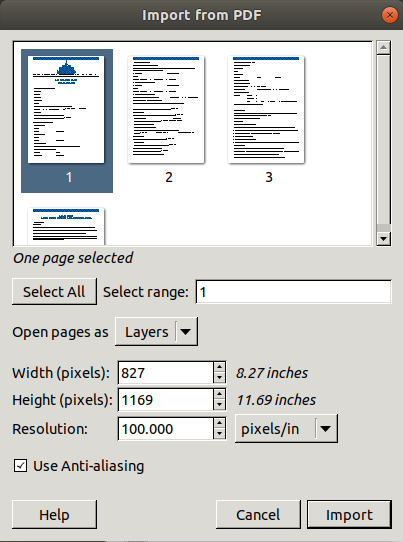 Import from PDF
1
2
3
One page selected
Select All
Select range:
1
Open pages as
Layers
Width (pixels):
827
8.27 inches
Height (pixels):
1169
11.69 inches
Resolution:
100.000
pixels/in
Use Anti-aliasing
Help
Cancel
Import